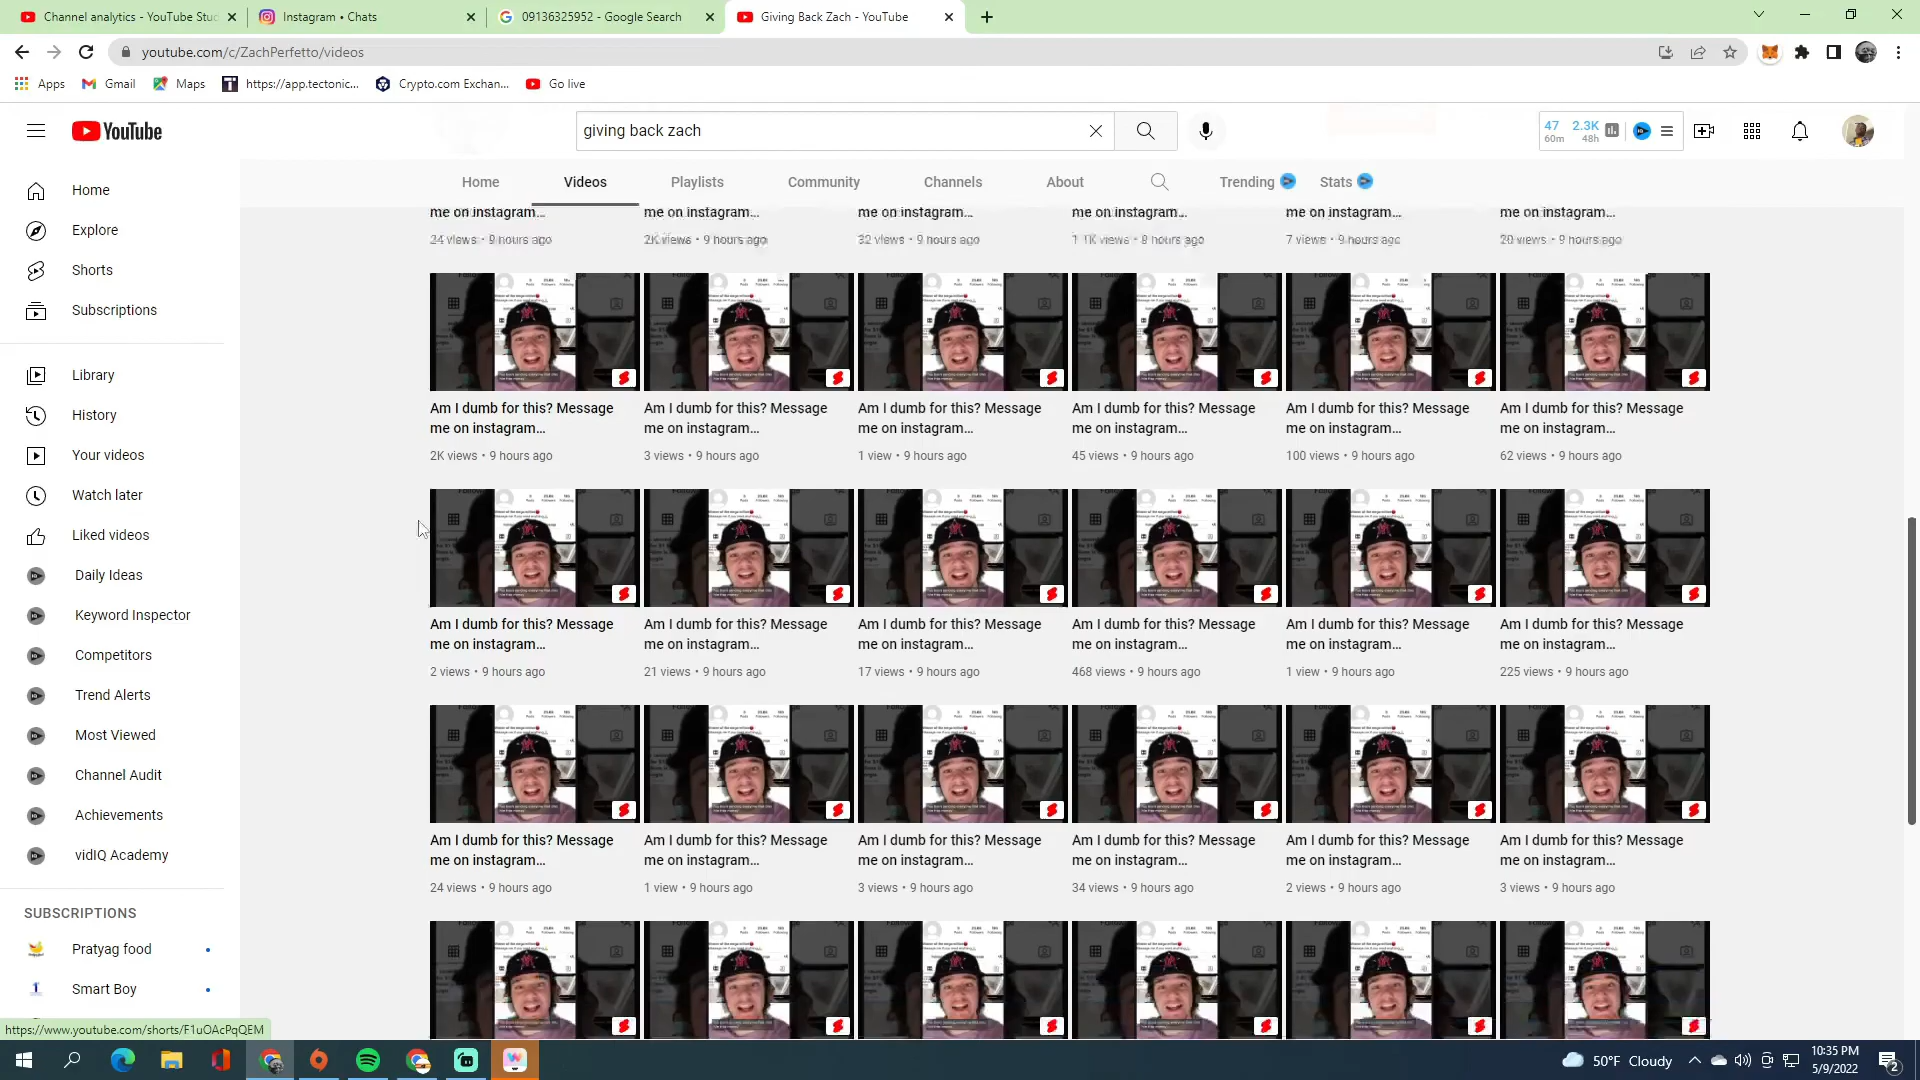 Channel analytics - YouTube Stu
Instagram • Chats
09136325952 - Google Search
Giving Back Zach - YouTube
youtube.com/c/ZachPerfetto/videos
Apps
Gmail
Maps
https://app.tectonic...
Crypto.com Exchan...
Go live
YouTube
giving back zach
47
60m
2.3K
48h
Home
Videos
Playlists
Community
Channels
About
Trending
Stats
Home
Explore
Shorts
Subscriptions
Library
History
Your videos
Watch later
Liked videos
Daily Ideas
Keyword Inspector
Competitors
Trend Alerts
Most Viewed
Channel Audit
Achievements
vidIQ Academy
SUBSCRIPTIONS
Pratyag food
Smart Boy
me on instagram... me on instagram... me on instagram... me on instagram... me on instagram... me on instagram...
24 views • 9 hours ago 2K views • 9 hours ago 32 views • 9 hours ago 1.1K views • 8 hours ago 7 views • 9 hours ago 20 views • 9 hours ago
Am I dumb for this? Message Am I dumb for this? Message Am I dumb for this? Message Am I dumb for this? Message Am I dumb for this? Message Am I dumb for this? Message
me on instagram... me on instagram... me on instagram... me on instagram... me on instagram... me on instagram...
2K views • 9 hours ago 3 views • 9 hours ago 1 view • 9 hours ago 45 views • 9 hours ago 100 views • 9 hours ago 62 views • 9 hours ago
Am I dumb for this? Message Am I dumb for this? Message Am I dumb for this? Message Am I dumb for this? Message Am I dumb for this? Message Am I dumb for this? Message
me on instagram... me on instagram... me on instagram... me on instagram... me on instagram... me on instagram...
2 views • 9 hours ago 21 views • 9 hours ago 17 views • 9 hours ago 468 views • 9 hours ago 1 view • 9 hours ago 225 views • 9 hours ago
Am I dumb for this? Message Am I dumb for this? Message Am I dumb for this? Message Am I dumb for this? Message Am I dumb for this? Message Am I dumb for this? Message
me on instagram... me on instagram... me on instagram... me on instagram... me on instagram... me on instagram...
24 views • 9 hours ago 1 view • 9 hours ago 3 views • 9 hours ago 34 views • 9 hours ago 2 views • 9 hours ago 3 views • 9 hours ago
https://www.youtube.com/shorts/F1uOAcPqQEM
50°F Cloudy
10:35 PM
5/9/2022
2